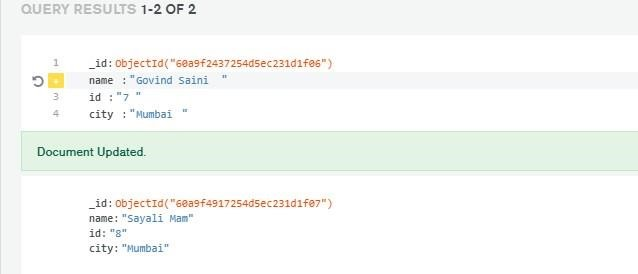 QUERY RESULTS 1-2 OF 2
1 _id: ObjectId("60a9f2437254d5ec231d1f06")
+ name : "Govind Saini "
3 id : "7 "
4 city : "Mumbai "
Document Updated.
_id: ObjectId("60a9f4917254d5ec231d1f07")
name: "Sayali Mam"
id: "8"
city: "Mumbai"